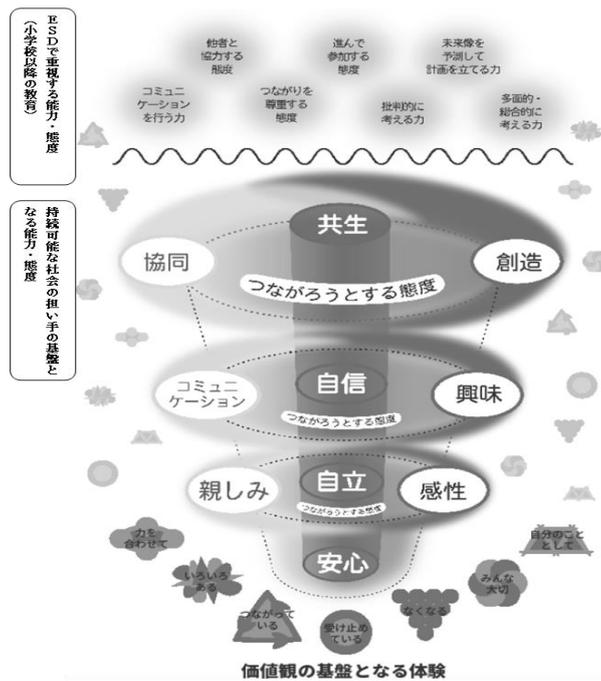 ESDで重視する能力・態度
(小学校以降の教育)
他者と
協力する
態度
進んで
参加する
態度
未来像を
予測して
計画を立てる力
コミュニ
ケーション
を行う力
つながりを
尊重する
態度
批判的に
考える力
多面的・
総合的に
考える力
持続可能な社会の担い手の基盤と
なる能力・態度
共生
協同
創造
つながろうとする態度
自信
コミュニ
ケーション
興味
つながろうとする態度
自立
親しみ
感性
つながろうとする態度
安心
力を
合わせて
いろいろ
ある
つながって
いる
受け止め
ている
なくなる
みんな
大切
自分のこと
として
価値観の基盤となる体験